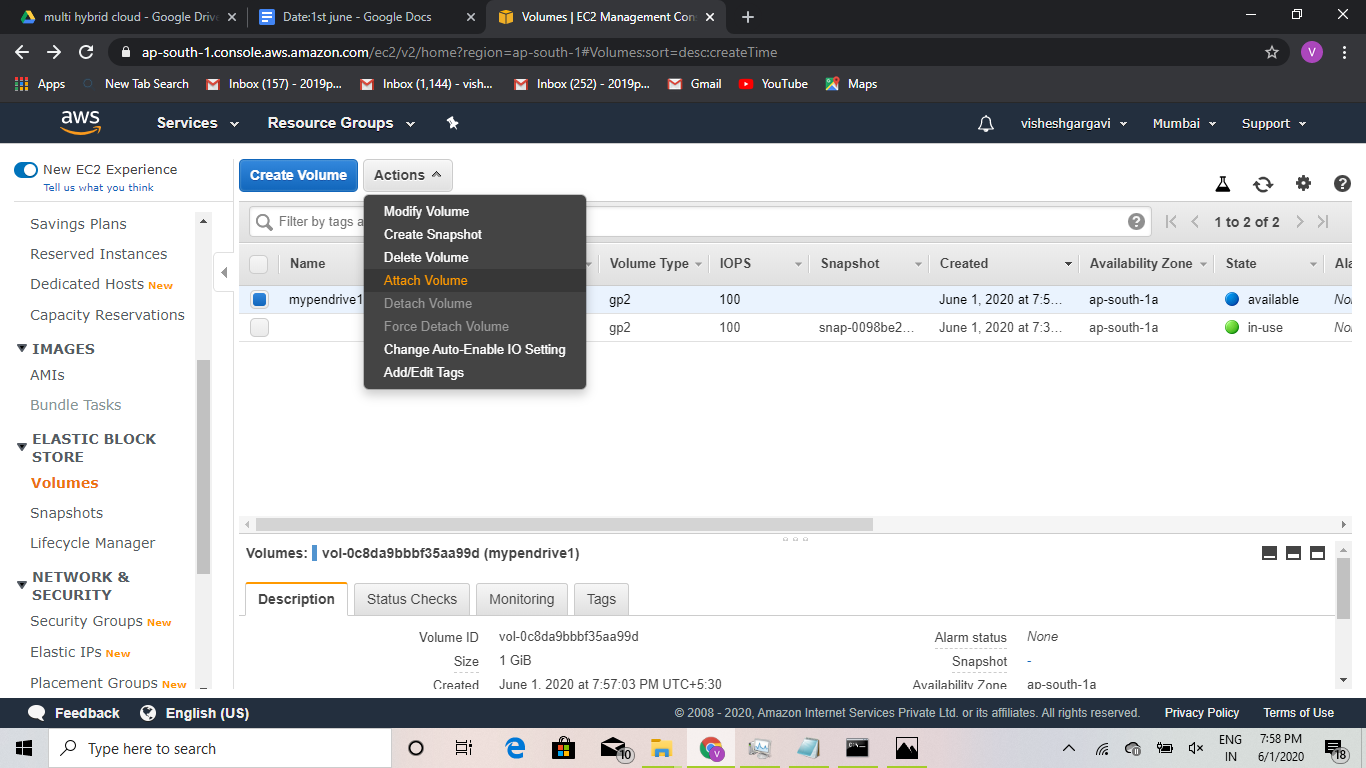 multi hybrid cloud - Google Drive
Date:1st june - Google Docs
Volumes | EC2 Management Con
ap-south-1.console.aws.amazon.com/ec2/v2/home?region=ap-south-1#Volumes:sort=desc:createTime
V
Apps
New Tab Search
Inbox (157) - 2019p...
Inbox (1,144) - vish...
Inbox (252) - 2019p...
Gmail
YouTube
Maps
aws
Services
Resource Groups
visheshgargavi
Mumbai
Support
New EC2 Experience
Tell us what you think
Savings Plans
Reserved Instances
Dedicated Hosts New
Capacity Reservations
IMAGES
AMIs
Bundle Tasks
ELASTIC BLOCK
STORE
Volumes
Snapshots
Lifecycle Manager
NETWORK &
SECURITY
Security Groups New
Elastic IPs New
Placement Groups New
Create Volume
Actions
Modify Volume
Create Snapshot
Delete Volume
Attach Volume
Detach Volume
Force Detach Volume
Change Auto-Enable IO Setting
Add/Edit Tags
Filter by tags a
1 to 2 of 2
Name Volume Type IOPS Snapshot Created Availability Zone State Ala
mypendrive1 gp2 100 June 1, 2020 at 7:5... ap-south-1a available No
gp2 100 snap-0098be2... June 1, 2020 at 7:3... ap-south-1a in-use No
Volumes: vol-0c8da9bbbf35aa99d (mypendrive1)
Description
Status Checks
Monitoring
Tags
Volume ID vol-0c8da9bbbf35aa99d Alarm status None
Size 1 GiB Snapshot -
Created June 1, 2020 at 7:57:03 PM UTC+5:30 Availability Zone ap-south-1a
Feedback
English (US)
© 2008 - 2020, Amazon Internet Services Private Ltd. or its affiliates. All rights reserved.
Privacy Policy
Terms of Use
Type here to search
10
V
ENG
IN
7:58 PM
6/1/2020
18